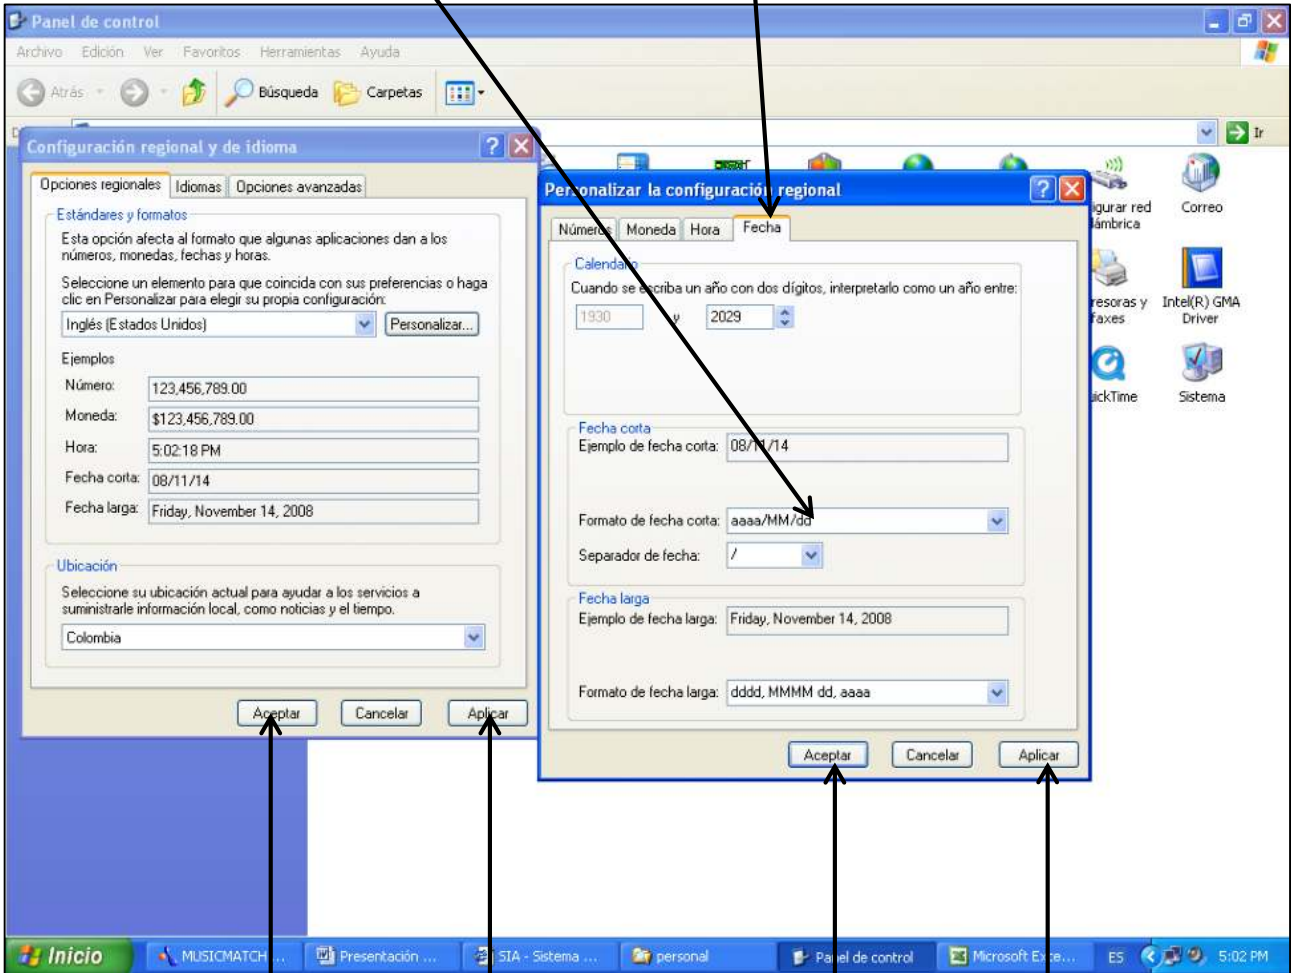 Panel de control
Archivo Edición Ver Favoritos Herramientas Ayuda
Atrás Búsqueda Carpetas
Ir
Configuración regional y de idioma
Opciones regionales Idiomas Opciones avanzadas
Estándares y formatos
Esta opción afecta al formato que algunas aplicaciones dan a los
números, monedas, fechas y horas.
Seleccione un elemento para que coincida con sus preferencias o haga
clic en Personalizar para elegir su propia configuración:
Inglés (Estados Unidos) Personalizar...
Ejemplos
Número: 123,456,789.00
Moneda: $123,456,789.00
Hora: 5:02:18 PM
Fecha corta: 08/11/14
Fecha larga: Friday, November 14, 2008
Ubicación
Seleccione su ubicación actual para ayudar a los servicios a
suministrarle información local, como noticias y el tiempo.
Colombia
Aceptar Cancelar Aplicar
Personalizar la configuración regional
Números Moneda Hora Fecha
Calendario
Cuando se escriba un año con dos dígitos, interpretarlo como un año entre:
1930 y 2029
Fecha corta
Ejemplo de fecha corta: 08/11/14
Formato de fecha corta: aaaa/MM/dd
Separador de fecha: /
Fecha larga
Ejemplo de fecha larga: Friday, November 14, 2008
Formato de fecha larga: dddd, MMMM dd, aaaa
Aceptar Cancelar Aplicar
igurar red
Correo
resoras y
faxes
Intel(R) GMA
Driver
ickTime
Sistema
Inicio MUSICMATCH ... Presentación ... SIA - Sistema ... personal Panel de control Microsoft Exce... ES 5:02 PM